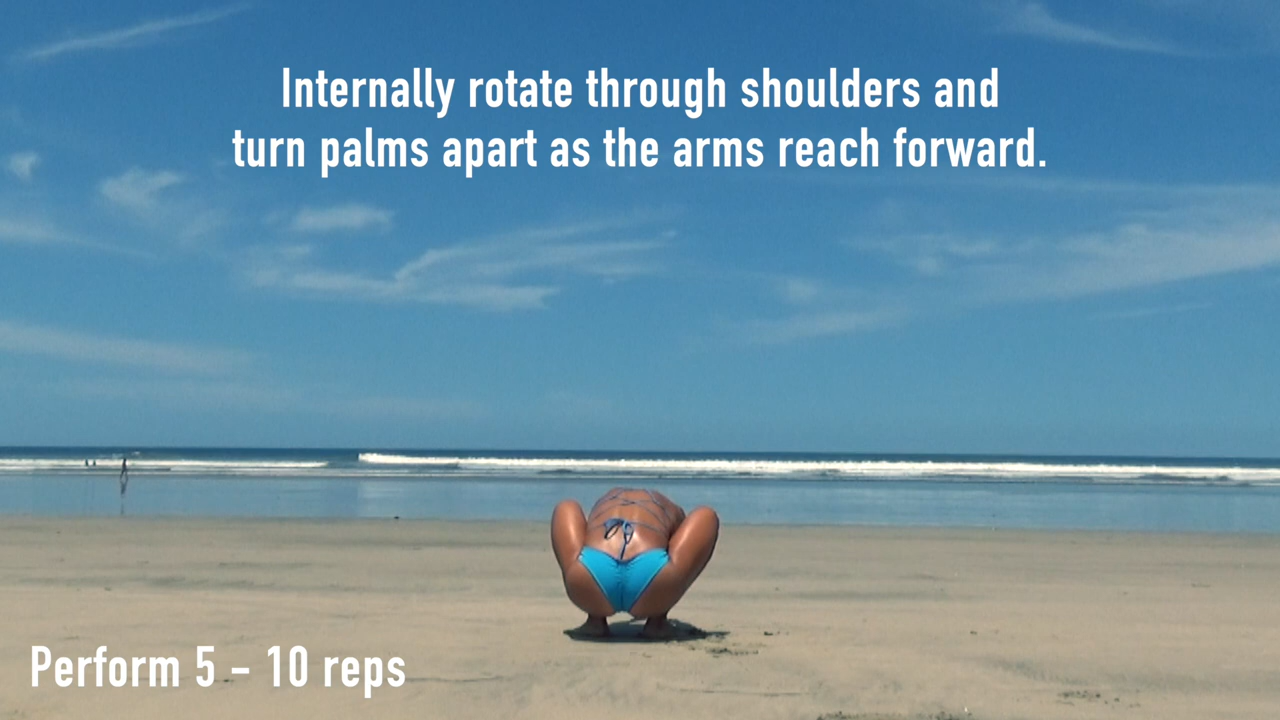 Internally rotate through shoulders and
turn palms apart as the arms reach forward.
Perform 5 – 10 reps